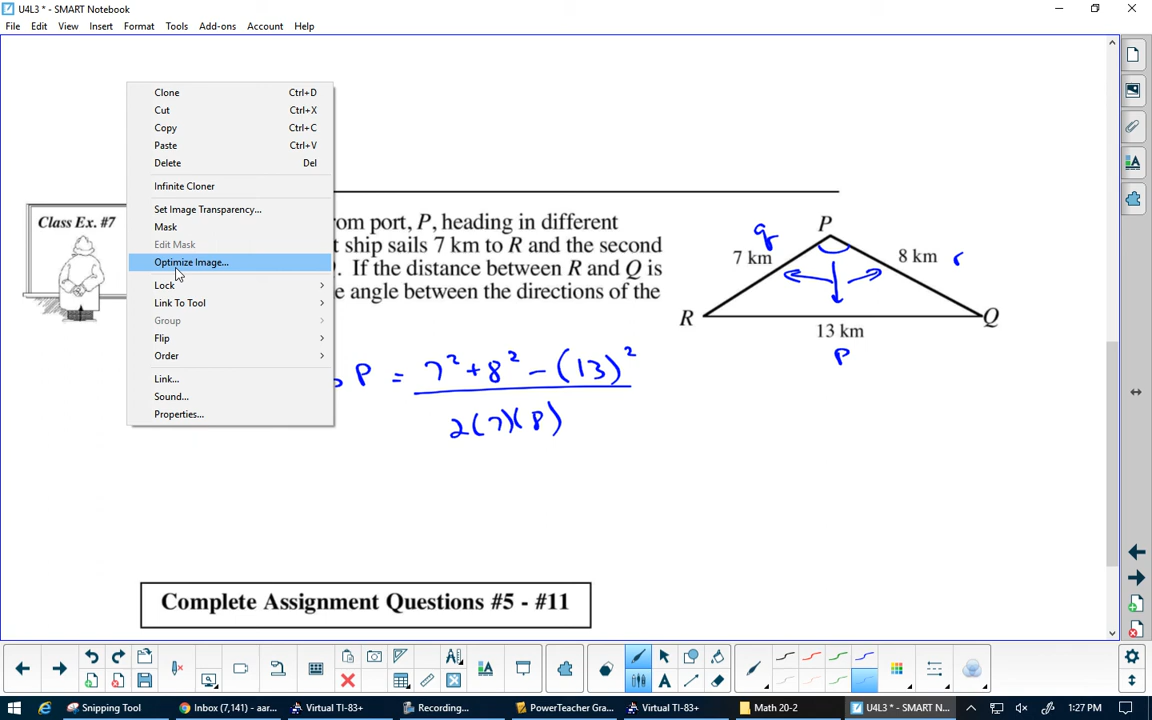 U4L3 * - SMART Notebook
File Edit View Insert Format Tools Add-ons Account Help
Clone Ctrl+D
Cut Ctrl+X
Copy Ctrl+C
Paste Ctrl+V
Delete Del
Infinite Cloner
Set Image Transparency...
Mask
Edit Mask
Optimize Image...
Lock
Link To Tool
Group
Flip
Order
Link...
Sound...
Properties...
Class Ex. #7
om port, P, heading in different
t ship sails 7 km to R and the second
. If the distance between R and Q is
e angle between the directions of the
P
q
7 km
8 km r
R
Q
13 km
P
P = 7² + 8² - (13)²
2(7)(8)
Complete Assignment Questions #5 - #11
Snipping Tool
Inbox (7,141) - aar...
Virtual TI-83+
Recording...
PowerTeacher Gra...
Virtual TI-83+
Math 20-2
U4L3 * - SMART N...
1:27 PM